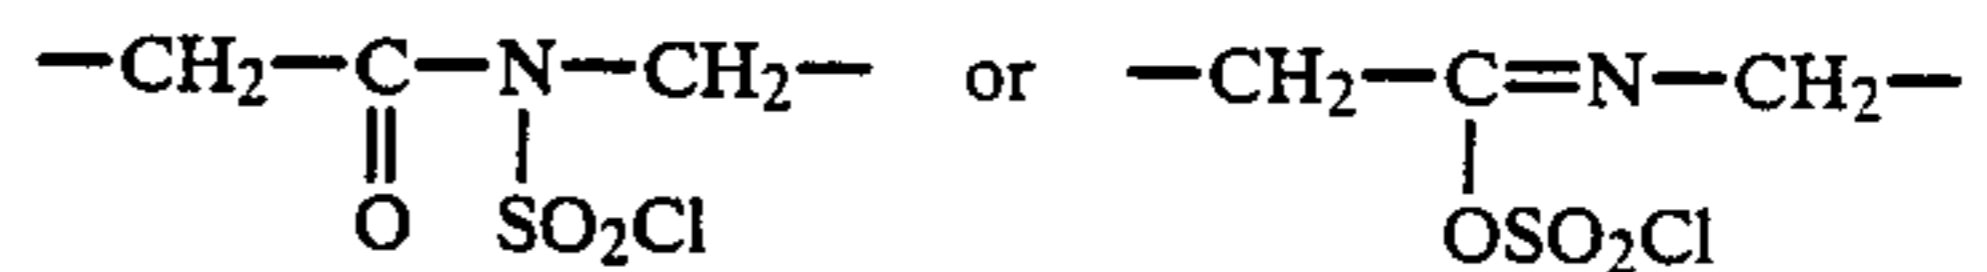 —CH₂—C—N—CH₂— or —CH₂—C=N—CH₂—
O SO₂Cl OSO₂Cl